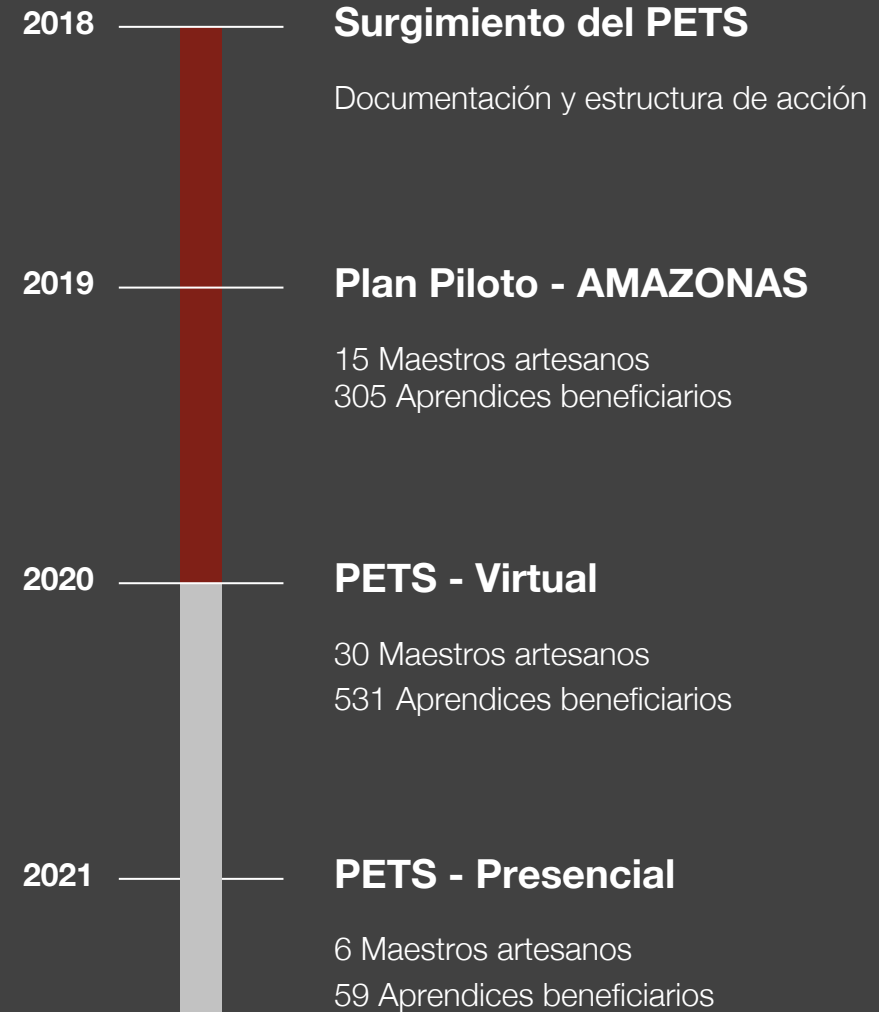 2018
Surgimiento del PETS
Documentación y estructura de acción
2019
Plan Piloto - AMAZONAS
15 Maestros artesanos
305 Aprendices beneficiarios
2020
PETS - Virtual
30 Maestros artesanos
531 Aprendices beneficiarios
2021
PETS - Presencial
6 Maestros artesanos
59 Aprendices beneficiarios